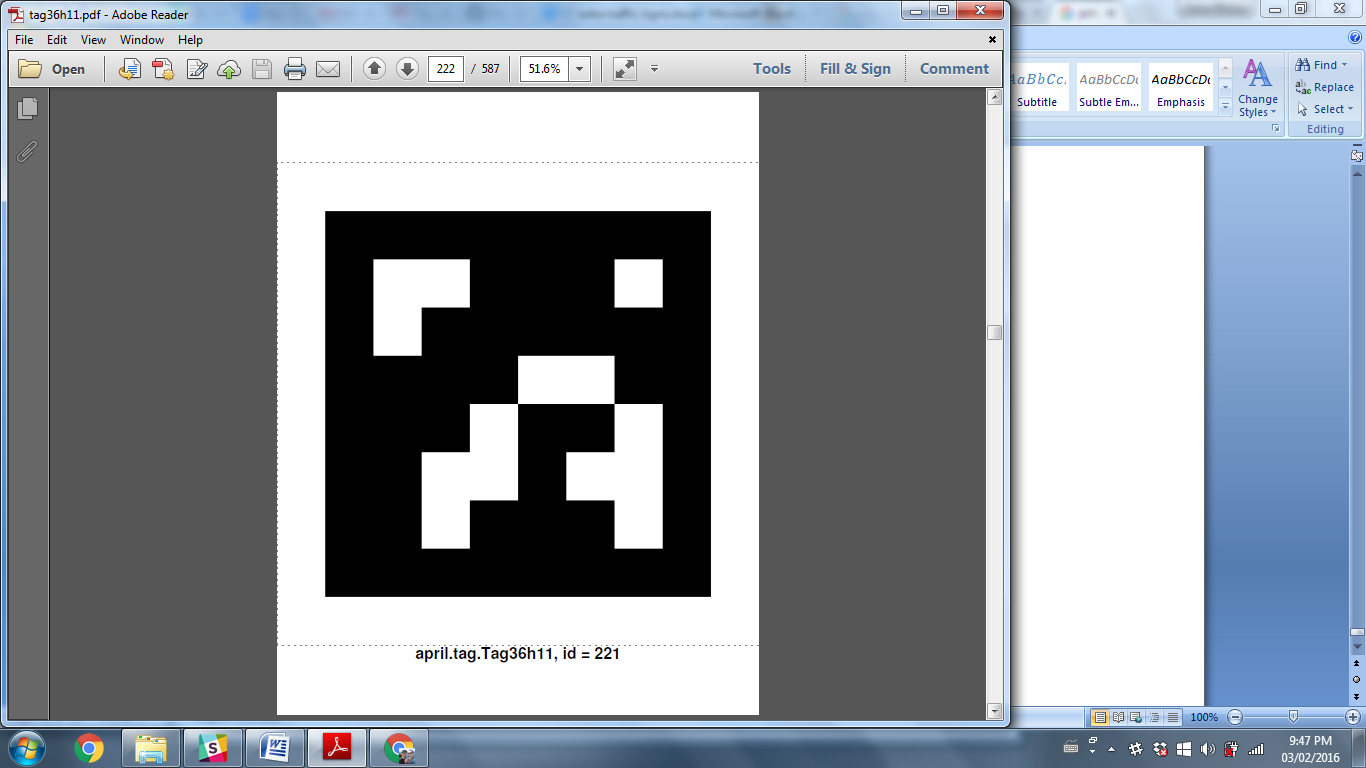 tag36h11.pdf - Adobe Reader
File Edit View Window Help
Open 222 / 587 51.6% Tools Fill & Sign Comment
AaBbCc. AaBbCcDc AaBbCcDc
Subtitle Subtle Em... Emphasis
Change Styles
Find
Replace
Select
Editing
april.tag.Tag36h11, id = 221
100%
9:47 PM
03/02/2016